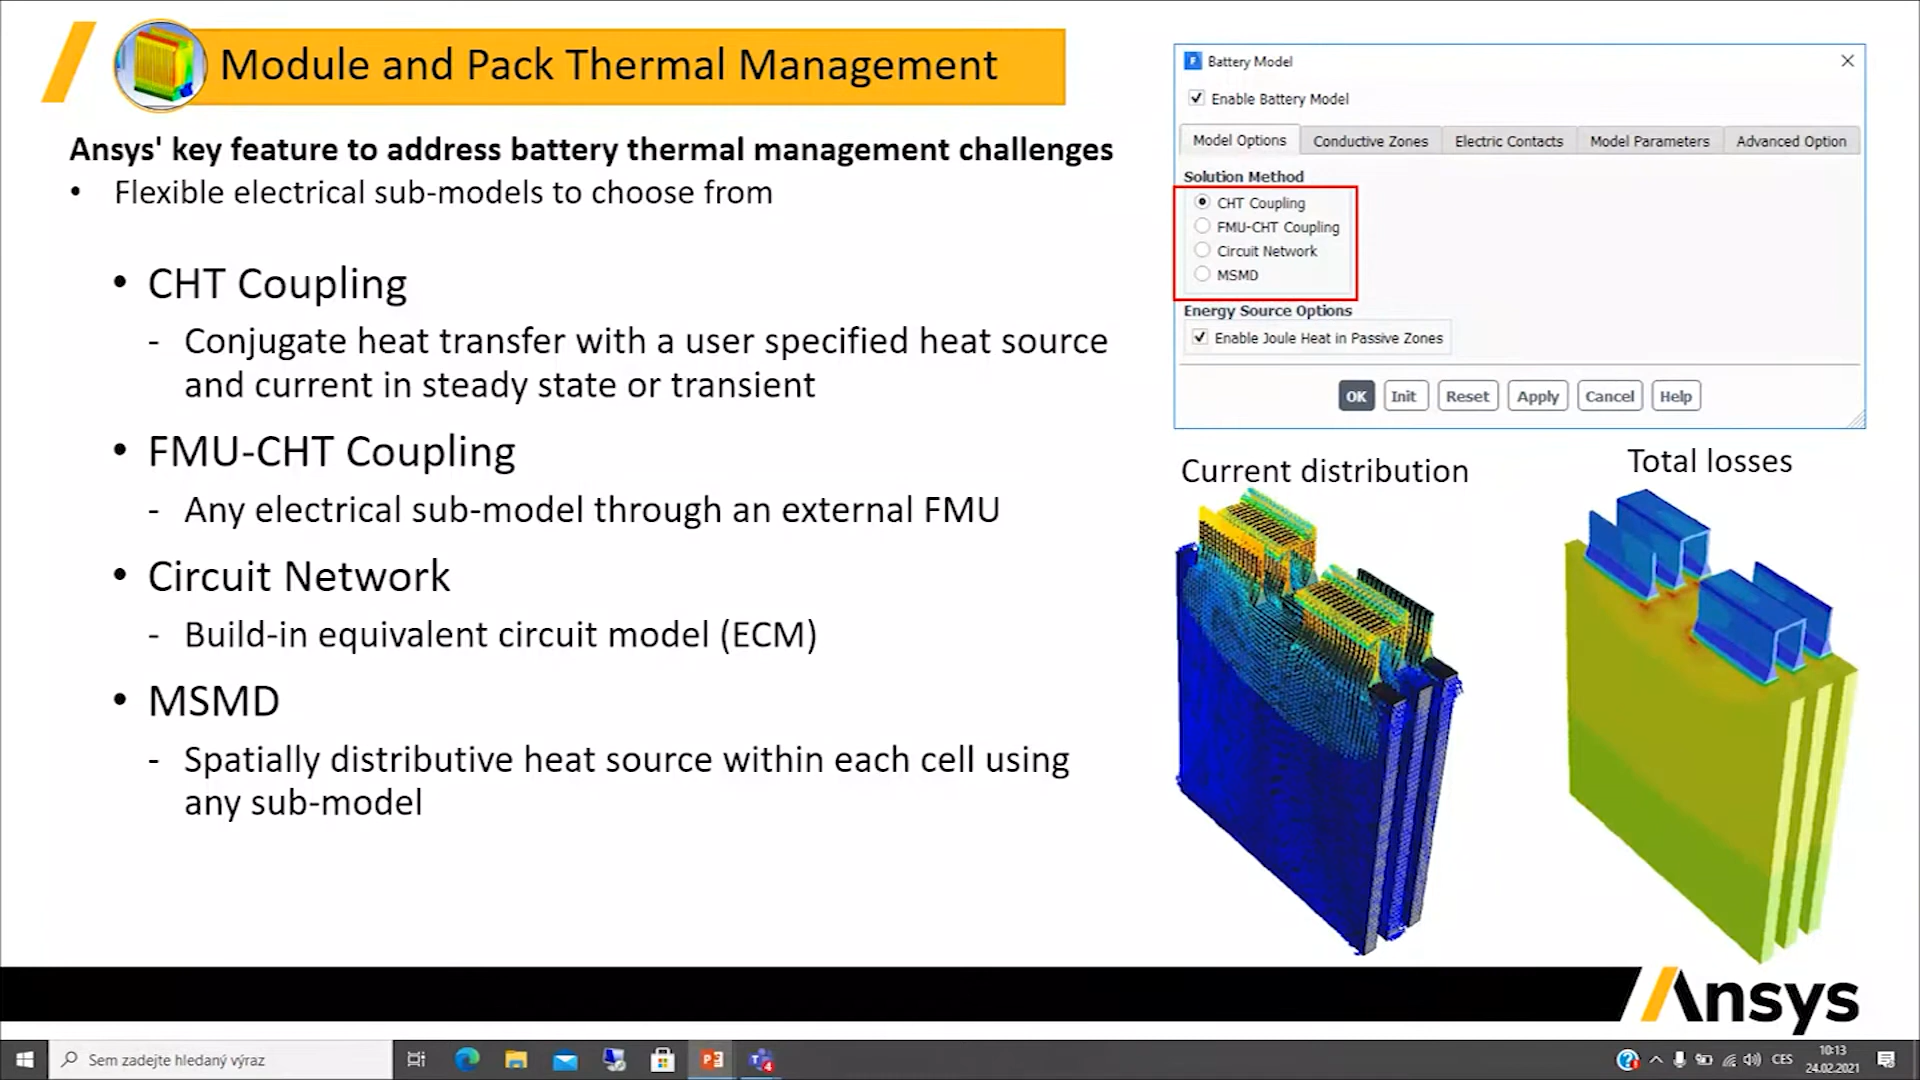 Module and Pack Thermal Management
Ansys' key feature to address battery thermal management challenges
• Flexible electrical sub-models to choose from
• CHT Coupling
- Conjugate heat transfer with a user specified heat source
and current in steady state or transient
• FMU-CHT Coupling
- Any electrical sub-model through an external FMU
• Circuit Network
- Build-in equivalent circuit model (ECM)
• MSMD
- Spatially distributive heat source within each cell using
any sub-model
Battery Model
Enable Battery Model
Model Options Conductive Zones Electric Contacts Model Parameters Advanced Option
Solution Method
CHT Coupling
FMU-CHT Coupling
Circuit Network
MSMD
Energy Source Options
Enable Joule Heat in Passive Zones
OK Init Reset Apply Cancel Help
Current distribution
Total losses
Ansys
Sem zadejte hledaný výraz
CES
10:13
24.02.2021